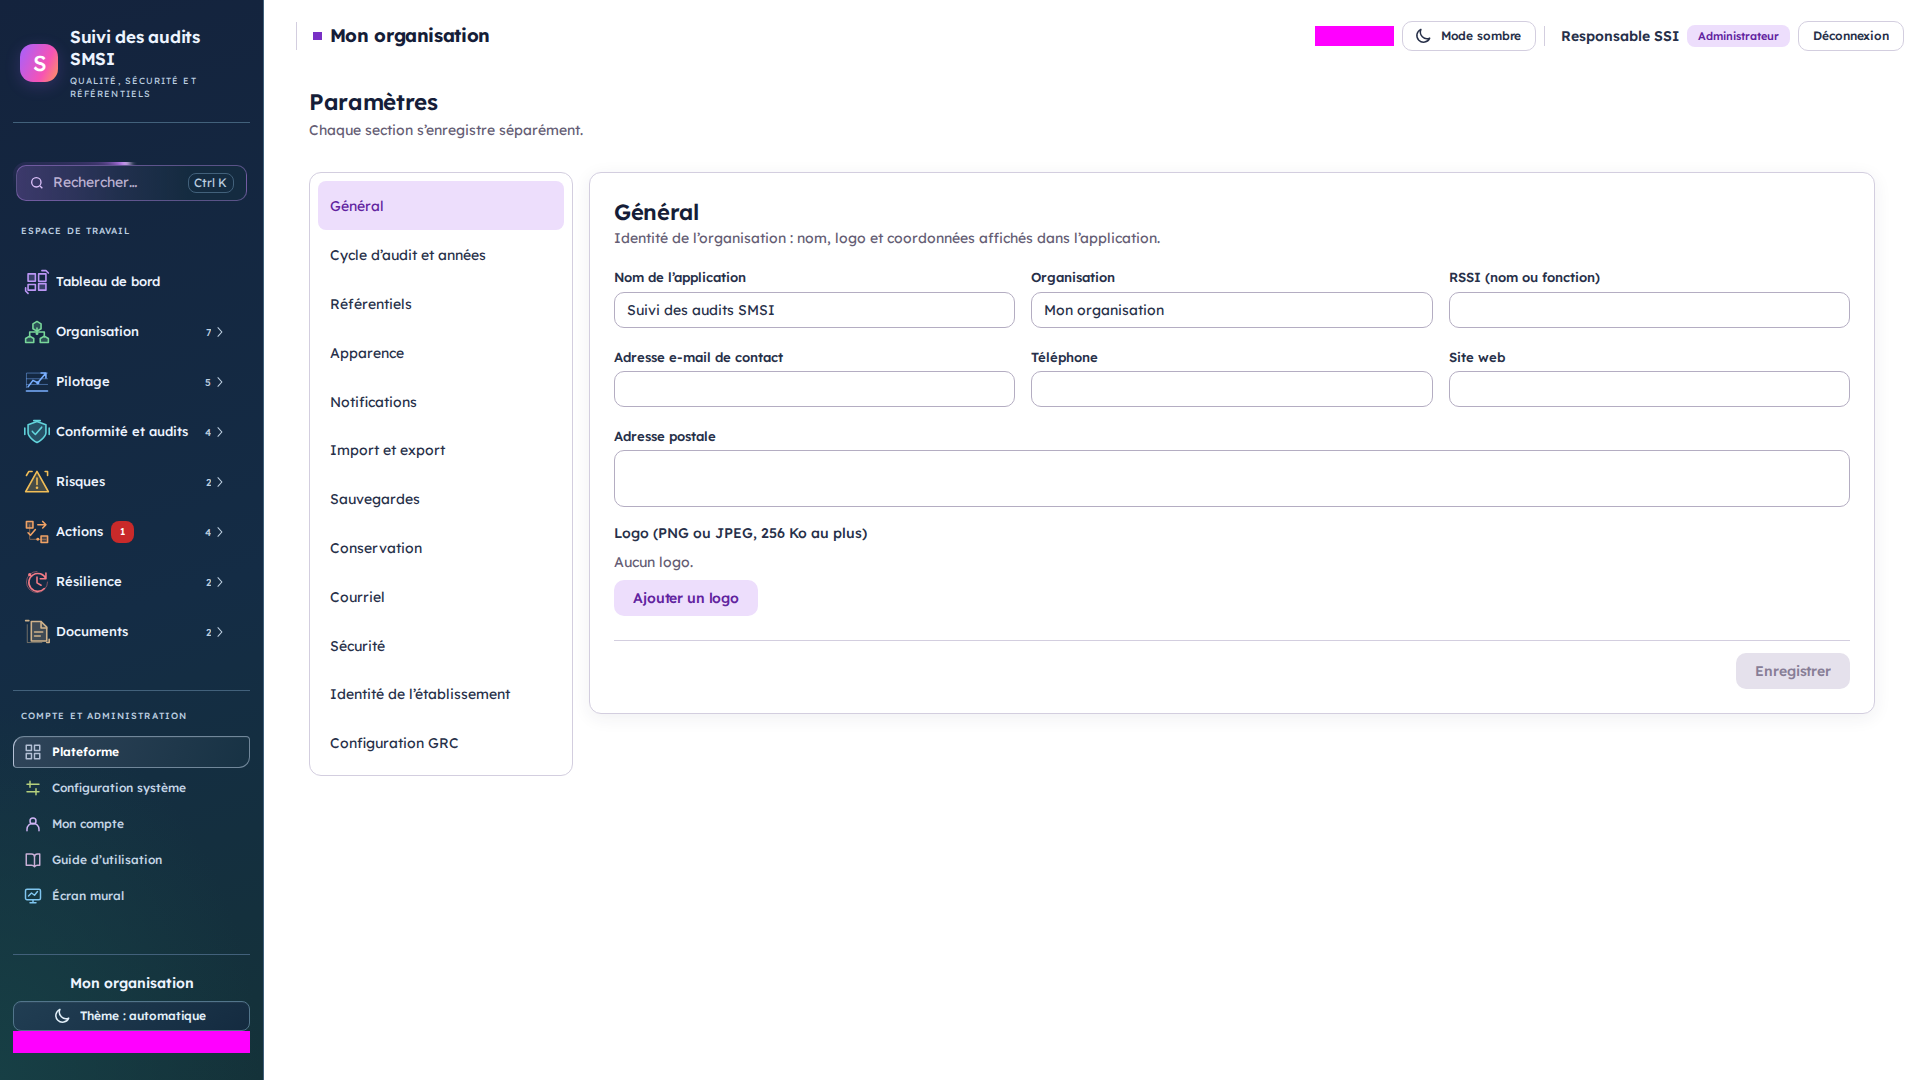 S
Suivi des audits
SMSI
QUALITÉ, SÉCURITÉ ET
RÉFÉRENTIELS
Rechercher...
Ctrl K
ESPACE DE TRAVAIL
Tableau de bord
Organisation 7
Pilotage 5
Conformité et audits 4
Risques 2
Actions 1 4
Résilience 2
Documents 2
COMPTE ET ADMINISTRATION
Plateforme
Configuration système
Mon compte
Guide d’utilisation
Écran mural
Mon organisation
Thème : automatique
Mon organisation
Mode sombre
Responsable SSI
Administrateur
Déconnexion
Paramètres
Chaque section s’enregistre séparément.
Général
Cycle d’audit et années
Référentiels
Apparence
Notifications
Import et export
Sauvegardes
Conservation
Courriel
Sécurité
Identité de l’établissement
Configuration GRC
Général
Identité de l’organisation : nom, logo et coordonnées affichés dans l’application.
Nom de l’application
Suivi des audits SMSI
Organisation
Mon organisation
RSSI (nom ou fonction)
Adresse e-mail de contact
Téléphone
Site web
Adresse postale
Logo (PNG ou JPEG, 256 Ko au plus)
Aucun logo.
Ajouter un logo
Enregistrer